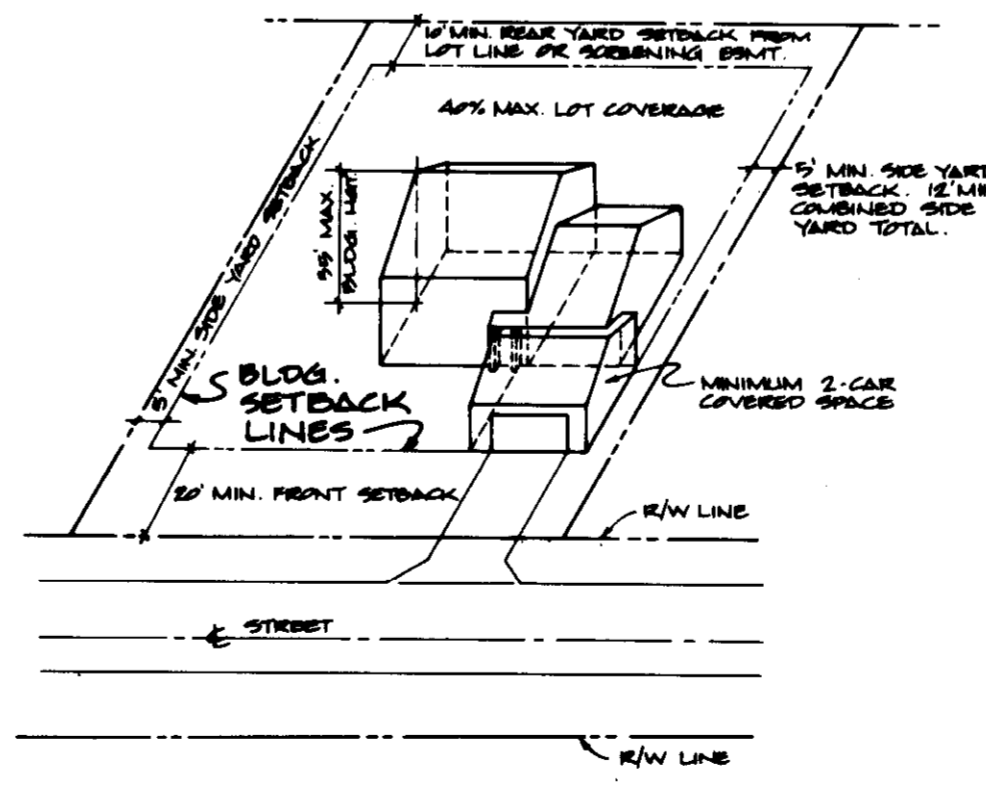 10' MIN. REAR YARD SETBACK FROM
LOT LINE OR SCREENING ESMT.
40% MAX. LOT COVERAGE
5' MIN. SIDE YARD SETBACK
35' MAX.
BLDG. HGT.
5' MIN. SIDE YARD
SETBACK. 12' MIN
COMBINED SIDE
YARD TOTAL.
BLDG.
SETBACK
LINES
MINIMUM 2-CAR
COVERED SPACE
20' MIN. FRONT SETBACK
R/W LINE
℄ STREET
R/W LINE